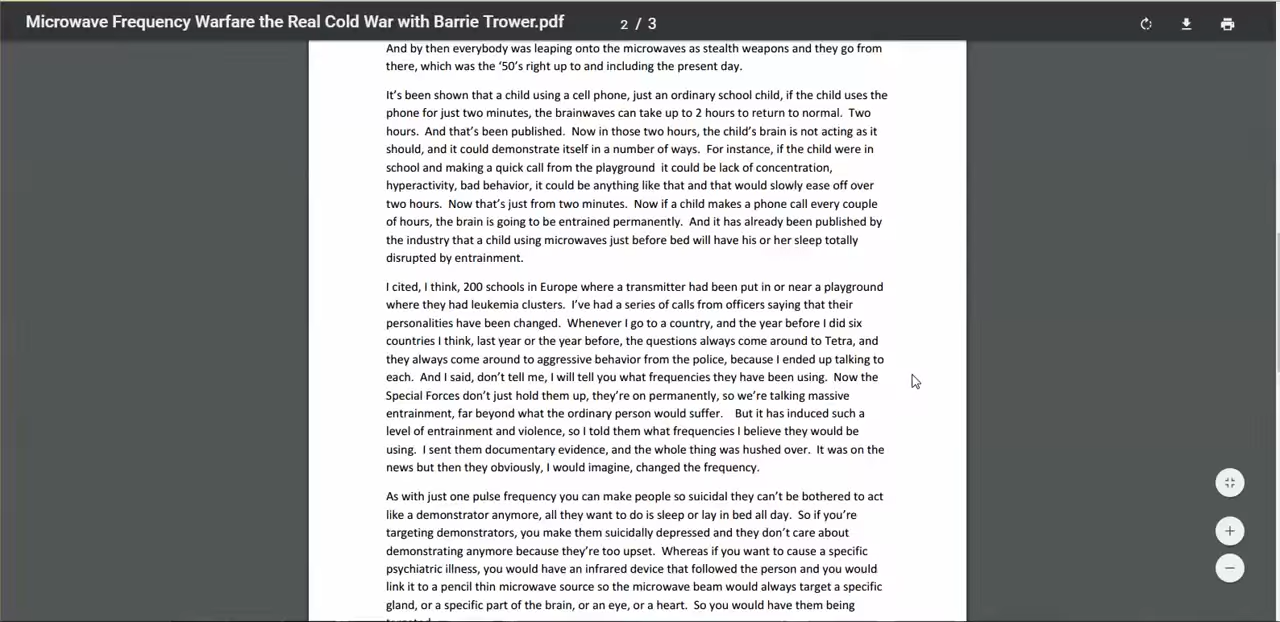 Microwave Frequency Warfare the Real Cold War with Barrie Trower.pdf
2 / 3
And by then everybody was leaping onto the microwaves as stealth weapons and they go from
there, which was the ‘50’s right up to and including the present day.
It’s been shown that a child using a cell phone, just an ordinary school child, if the child uses the
phone for just two minutes, the brainwaves can take up to 2 hours to return to normal. Two
hours. And that’s been published. Now in those two hours, the child’s brain is not acting as it
should, and it could demonstrate itself in a number of ways. For instance, if the child were in
school and making a quick call from the playground it could be lack of concentration,
hyperactivity, bad behavior, it could be anything like that and that would slowly ease off over
two hours. Now that’s just from two minutes. Now if a child makes a phone call every couple
of hours, the brain is going to be entrained permanently. And it has already been published by
the industry that a child using microwaves just before bed will have his or her sleep totally
disrupted by entrainment.
I cited, I think, 200 schools in Europe where a transmitter had been put in or near a playground
where they had leukemia clusters. I’ve had a series of calls from officers saying that their
personalities have been changed. Whenever I go to a country, and the year before I did six
countries I think, last year or the year before, the questions always come around to Tetra, and
they always come around to aggressive behavior from the police, because I ended up talking to
each. And I said, don’t tell me, I will tell you what frequencies they have been using. Now the
Special Forces don’t just hold them up, they’re on permanently, so we’re talking massive
entrainment, far beyond what the ordinary person would suffer. But it has induced such a
level of entrainment and violence, so I told them what frequencies I believe they would be
using. I sent them documentary evidence, and the whole thing was hushed over. It was on the
news but then they obviously, I would imagine, changed the frequency.
As with just one pulse frequency you can make people so suicidal they can’t be bothered to act
like a demonstrator anymore, all they want to do is sleep or lay in bed all day. So if you’re
targeting demonstrators, you make them suicidally depressed and they don’t care about
demonstrating anymore because they’re too upset. Whereas if you want to cause a specific
psychiatric illness, you would have an infrared device that followed the person and you would
link it to a pencil thin microwave source so the microwave beam would always target a specific
gland, or a specific part of the brain, or an eye, or a heart. So you would have them being